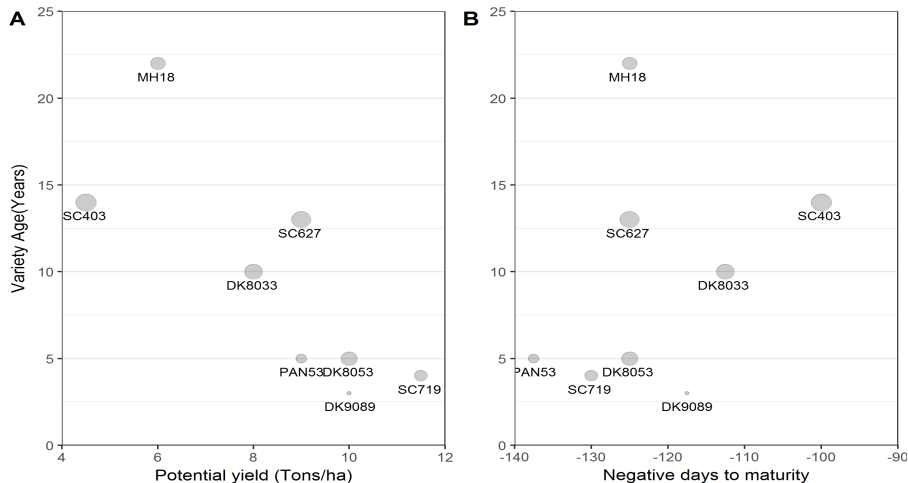 A
B
25
20
15
10
5
0
Variety Age(Years)
MH18
SC403
SC627
DK8033
PAN53
DK8053
SC719
DK9089
4
6
8
10
12
Potential yield (Tons/ha)
25
20
15
10
5
0
MH18
SC403
SC627
DK8033
PAN53
DK8053
SC719
DK9089
-140
-130
-120
-110
-100
-90
Negative days to maturity